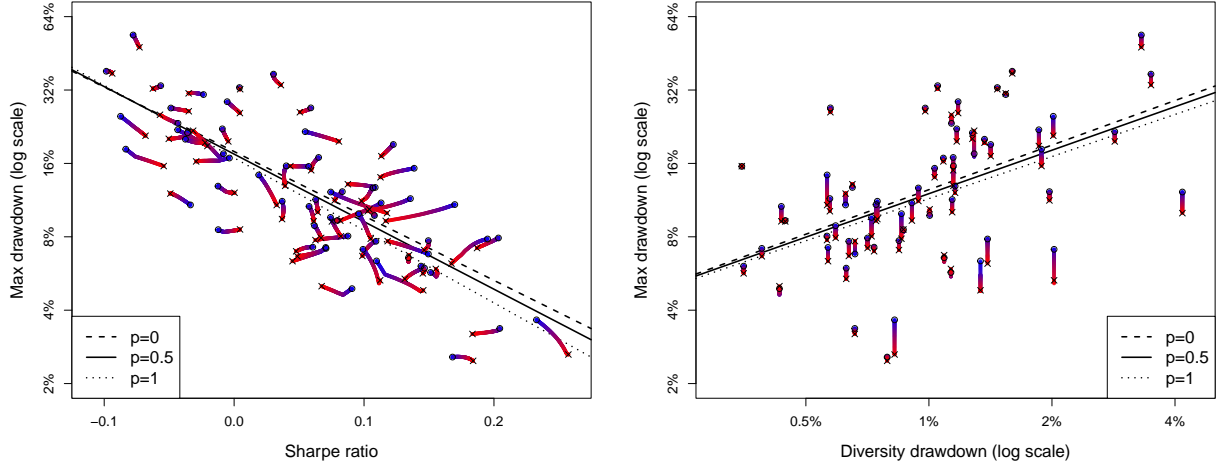 64%
32%
16%
8%
4%
2%
Max drawdown (log scale)
p=0
p=0.5
p=1
−0.1
0.0
0.1
0.2
Sharpe ratio
64%
32%
16%
8%
4%
2%
Max drawdown (log scale)
p=0
p=0.5
p=1
0.5%
1%
2%
4%
Diversity drawdown (log scale)